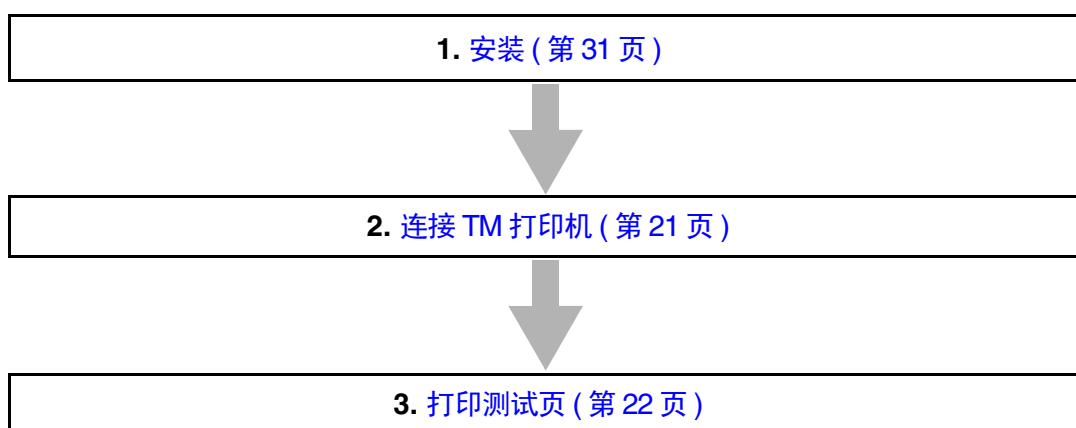 1. 安装 ( 第 31 页 )
2. 连接 TM 打印机 ( 第 21 页 )
3. 打印测试页 ( 第 22 页 )